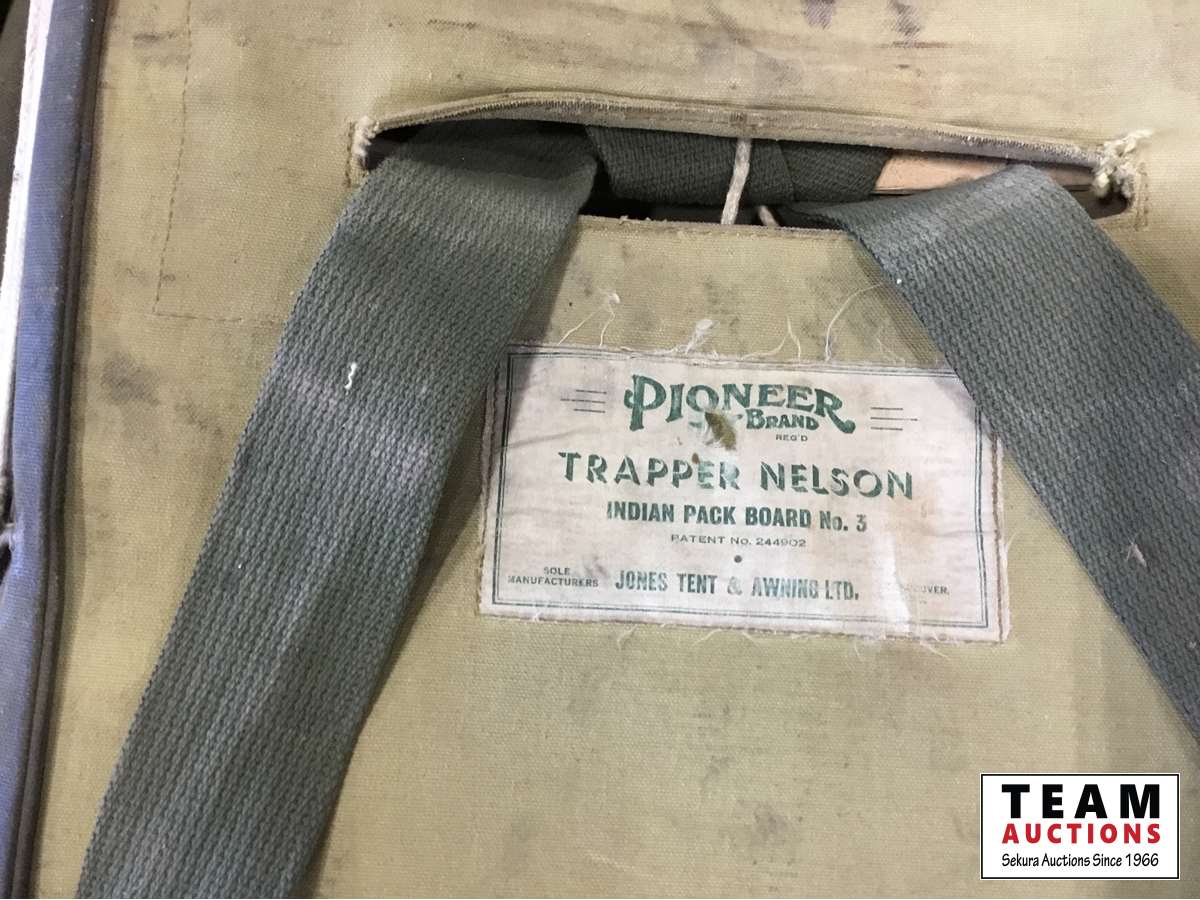 PIONEER
BRAND
REG'D
TRAPPER NELSON
INDIAN PACK BOARD No. 3
PATENT No. 244902
SOLE
MANUFACTURERS
JONES TENT & AWNING LTD.
TEAM
AUCTIONS
Sekura Auctions Since 1966